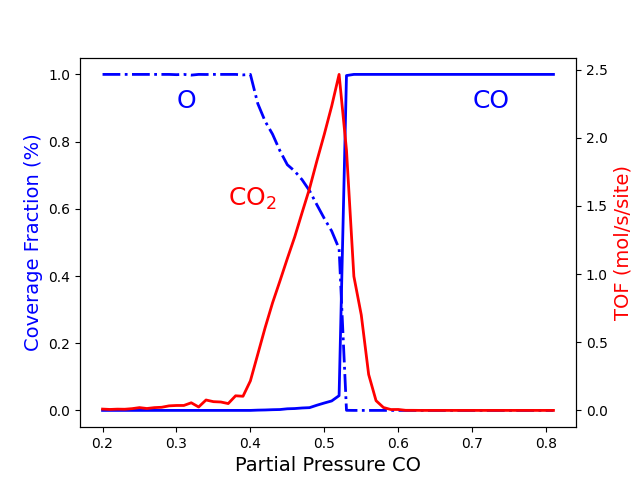 1.0
0.8
0.6
0.4
0.2
0.0
Coverage Fraction (%)
O
CO
CO₂
2.5
2.0
1.5
1.0
0.5
0.0
TOF (mol/s/site)
0.2 0.3 0.4 0.5 0.6 0.7 0.8
Partial Pressure CO